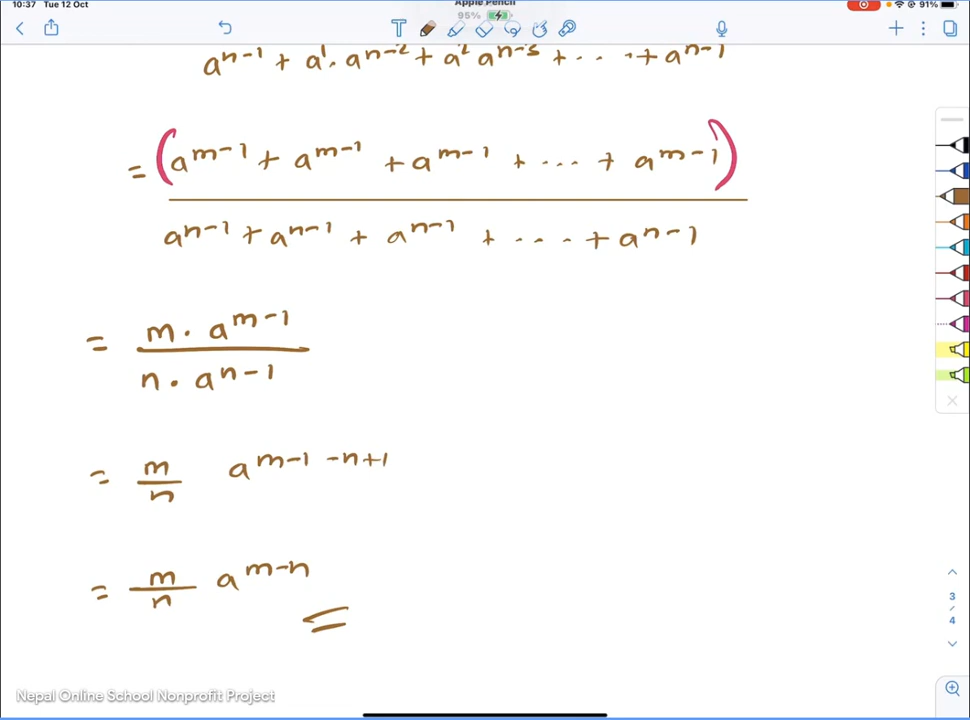 10:37 Tue 12 Oct
Apple Pencil
95%
91%
T
a^{n-1} + a^1 . a^{n-2} + a^2 a^{n-3} + . . . + a^{n-1}
= (a^{m-1} + a^{m-1} + a^{m-1} + ... + a^{m-1})
a^{n-1} + a^{n-1} + a^{n-1} + .... + a^{n-1}
= m . a^{m-1}
n . a^{n-1}
= m/n a^{m-1-n+1}
= m/n a^{m-n}
3
/
4
Nepal Online School Nonprofit Project